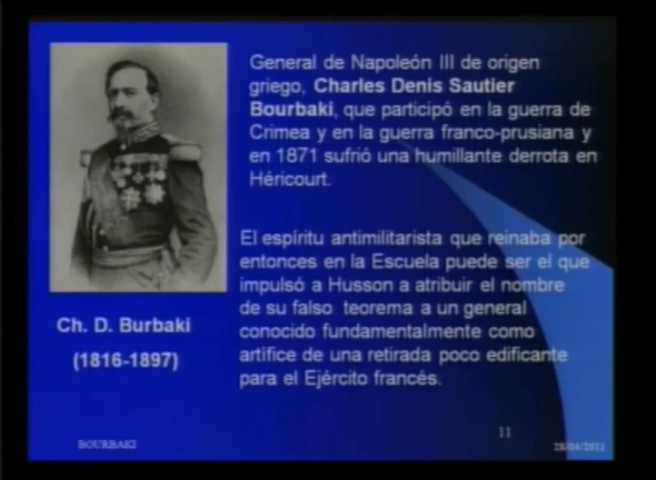 General de Napoleón III de origen
griego, Charles Denis Sautier
Bourbaki, que participó en la guerra de
Crimea y en la guerra franco-prusiana y
en 1871 sufrió una humillante derrota en
Héricourt.
El espíritu antimilitarista que reinaba por
entonces en la Escuela puede ser el que
impulsó a Husson a atribuir el nombre
de su falso teorema a un general
conocido fundamentalmente como
artífice de una retirada poco edificante
para el Ejército francés.
Ch. D. Burbaki
(1816-1897)
BOURBAKI
11
28/04/2011